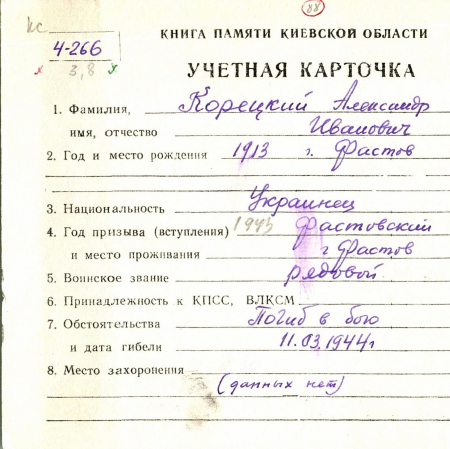 88
КС
КНИГА ПАМЯТИ КИЕВСКОЙ ОБЛАСТИ
4-266
3,8
УЧЕТНАЯ КАРТОЧКА
1. Фамилия, Корецкий Александр
имя, отчество Иванович
2. Год и место рождения 1913 г. Фастов
3. Национальность Украинец
4. Год призыва (вступления) 1943 Фастовский
и место проживания г Фастов
5. Воинское звание рядовой
6. Принадлежность к КПСС, ВЛКСМ
7. Обстоятельства Погиб в бою
и дата гибели 11.03.1944г
8. Место захоронения
(данных нет)